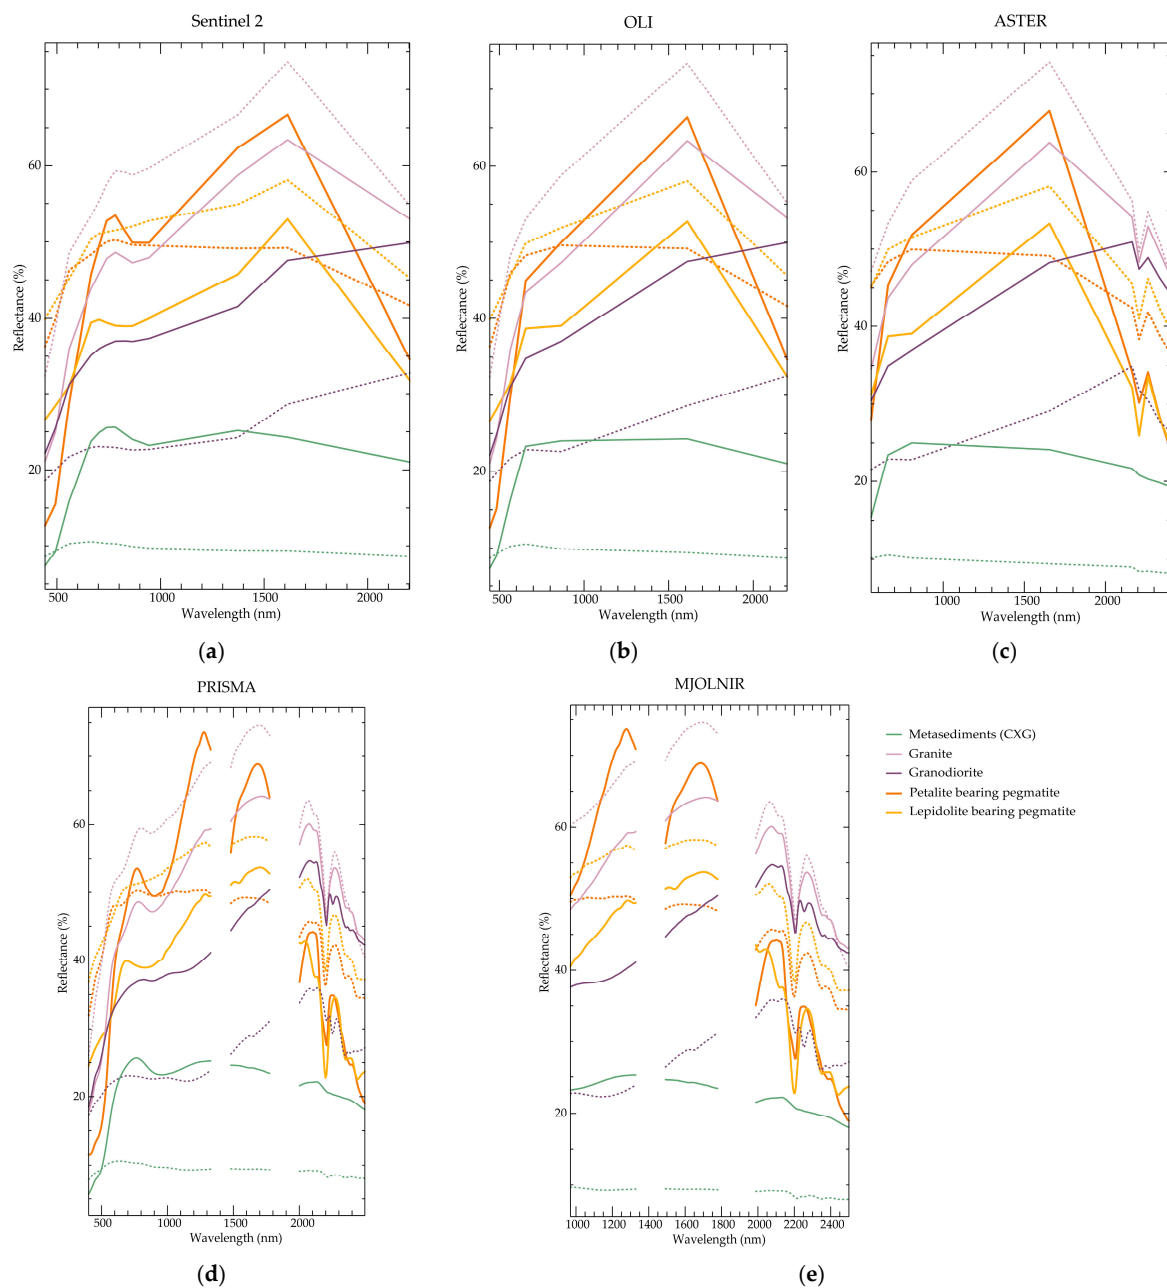 Sentinel 2
OLI
ASTER
60
40
20
Reflectance (%)
500 1000 1500 2000
Wavelength (nm)
60
40
20
Reflectance (%)
500 1000 1500 2000
Wavelength (nm)
60
40
20
Reflectance (%)
1000 1500 2000
Wavelength (nm)
(a)
(b)
(c)
PRISMA
MJOLNIR
60
40
20
Reflectance (%)
500 1000 1500 2000
Wavelength (nm)
60
40
20
Reflectance (%)
1000 1200 1400 1600 1800 2000 2200 2400
Wavelength (nm)
Metasediments (CXG)
Granite
Granodiorite
Petalite bearing pegmatite
Lepidolite bearing pegmatite
(d)
(e)